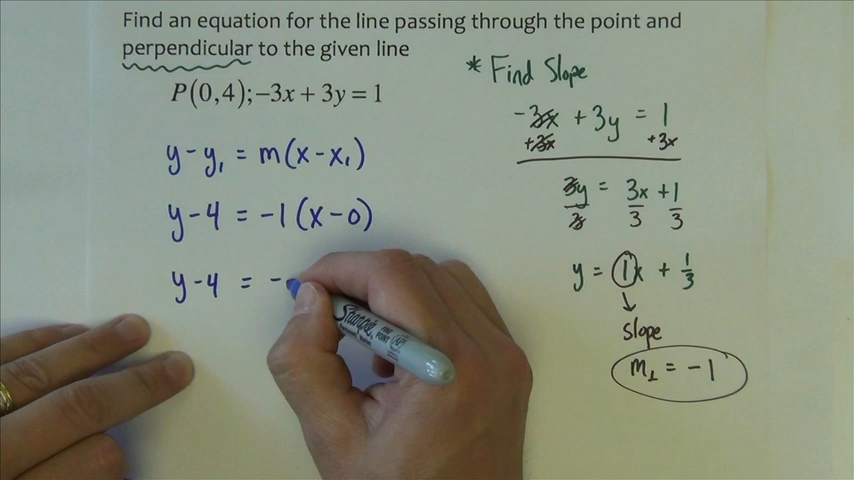 Find an equation for the line passing through the point and
perpendicular to the given line
P(0,4);−3x + 3y = 1
y - y₁ = m(x - x₁)
y - 4 = -1(x - 0)
y - 4 = -
* Find Slope
-3x + 3y = 1
+3x +3x
3y = 3x + 1
3 3 3
y = 1x + 1/3
↓
slope
m⊥ = -1
Sharpie
FINE
POINT